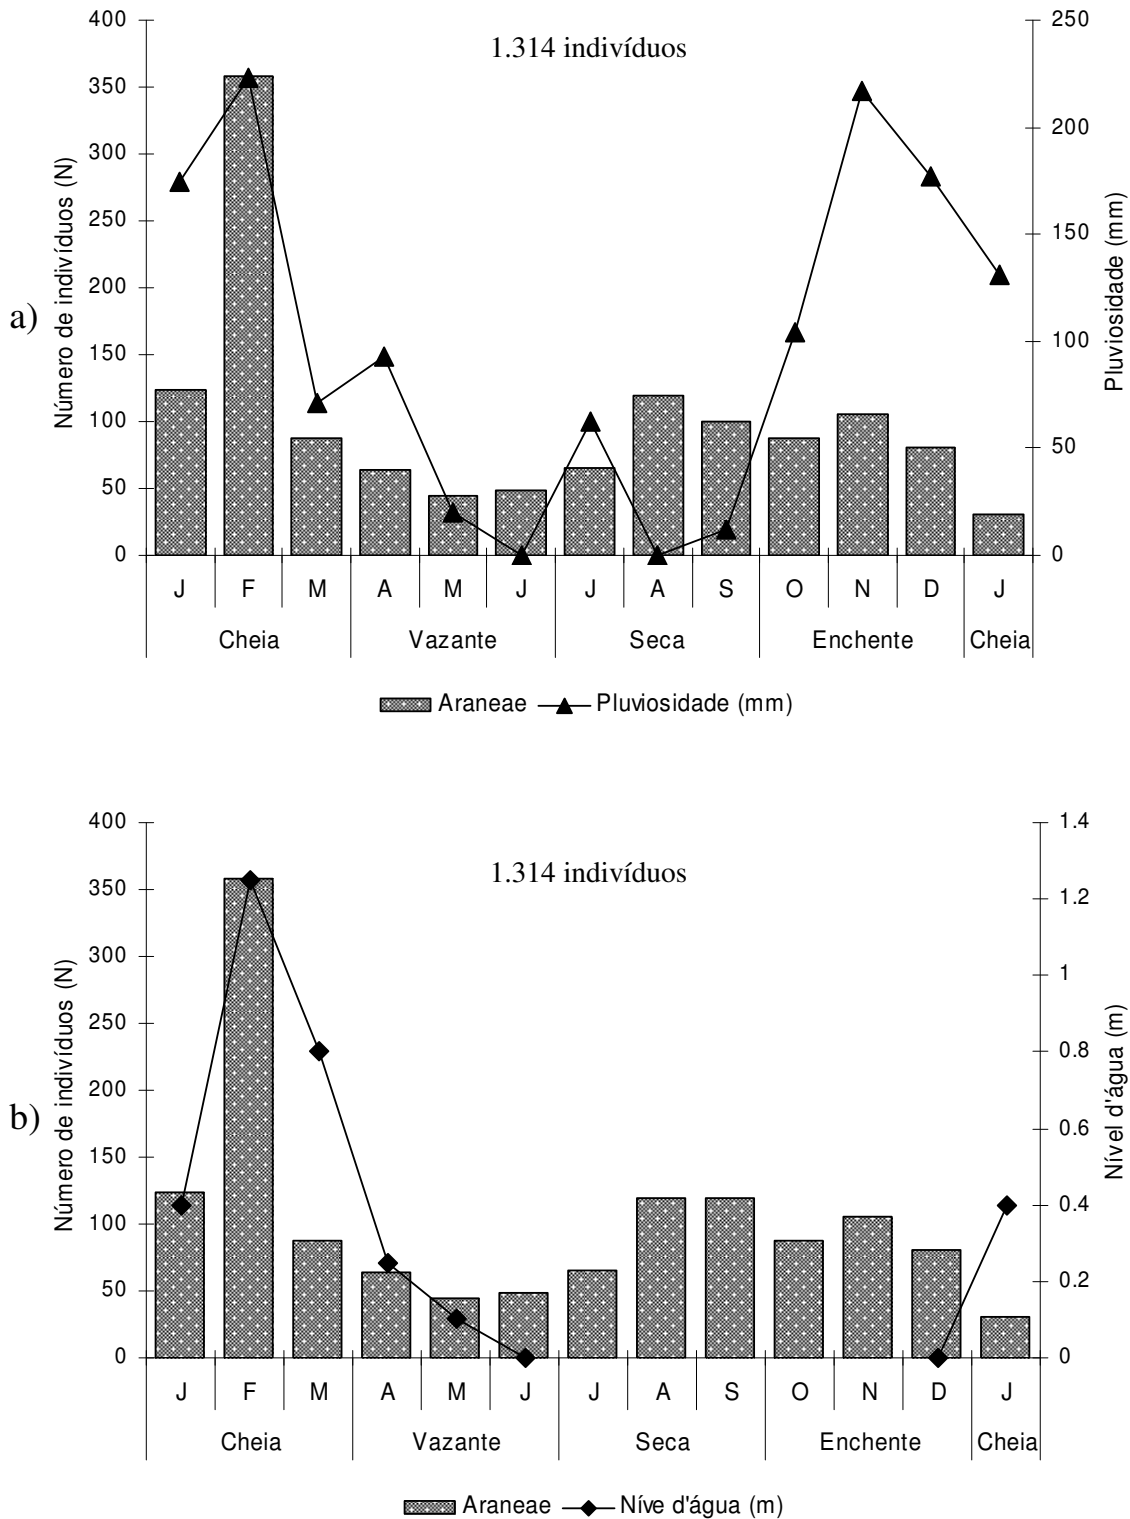 400
350
300
250
200
150
100
50
0
Número de indivíduos (N)
a)
1.314 indivíduos
250
200
150
100
50
0
Pluviosidade (mm)
J F M A M J J A S O N D J
Cheia Vazante Seca Enchente Cheia
Araneae Pluviosidade (mm)
400
350
300
250
200
150
100
50
0
Número de indivíduos (N)
b)
1.314 indivíduos
1.4
1.2
1
0.8
0.6
0.4
0.2
0
Nível d'água (m)
J F M A M J J A S O N D J
Cheia Vazante Seca Enchente Cheia
Araneae Níve d'água (m)